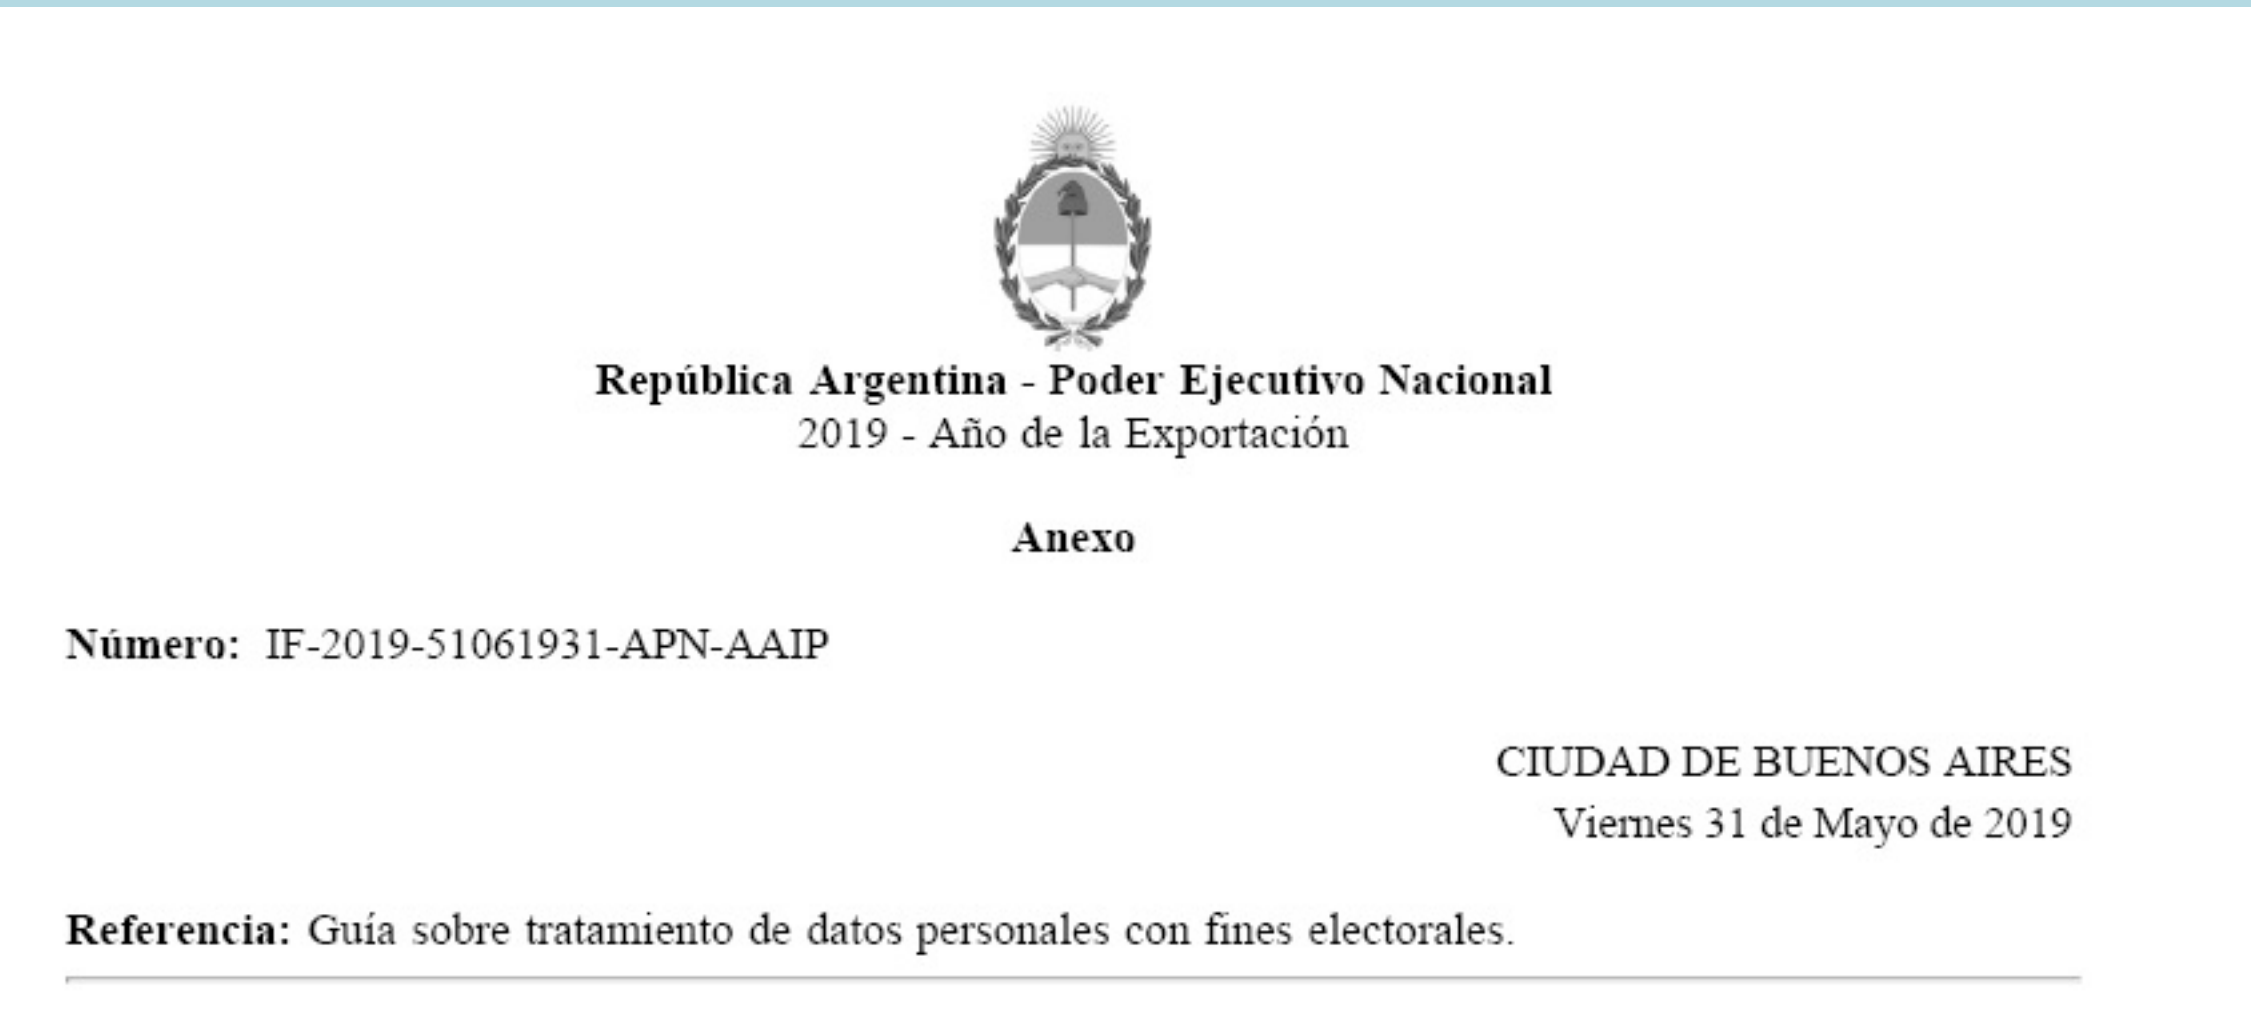 República Argentina - Poder Ejecutivo Nacional
2019 - Año de la Exportación
Anexo
Número: IF-2019-51061931-APN-AAIP
CIUDAD DE BUENOS AIRES
Viernes 31 de Mayo de 2019
Referencia: Guía sobre tratamiento de datos personales con fines electorales.